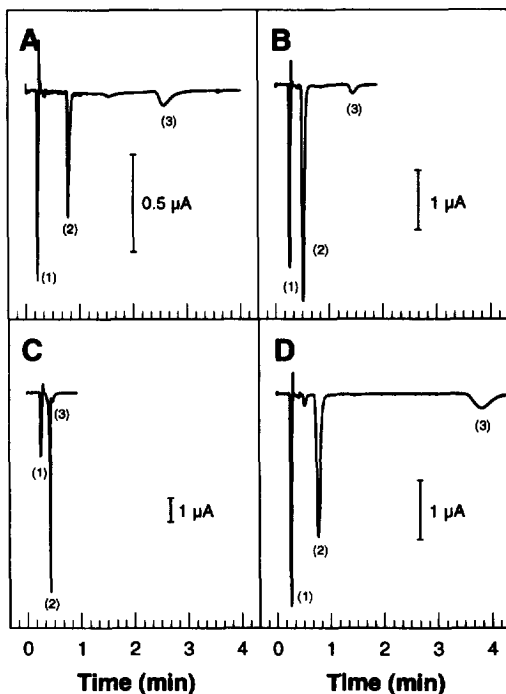 A
(1)
(2)
(3)
0.5 µA
B
(1)
(2)
(3)
1 µA
C
(1)
(2)
(3)
1 µA
0 1 2 3 4
Time (min)
D
(1)
(2)
(3)
1 µA
0 1 2 3 4
Time (min)